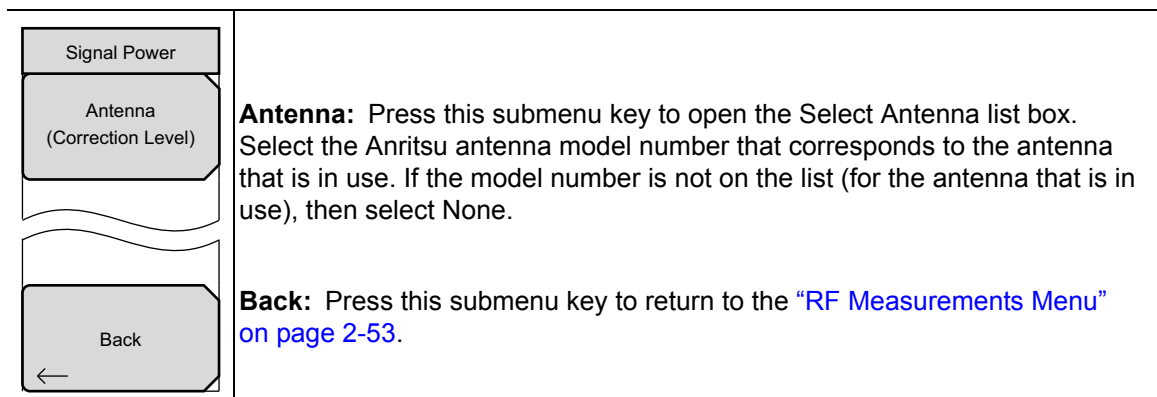 Signal Power
Antenna
(Correction Level)
Antenna: Press this submenu key to open the Select Antenna list box.
Select the Anritsu antenna model number that corresponds to the antenna
that is in use. If the model number is not on the list (for the antenna that is in
use), then select None.
Back
Back: Press this submenu key to return to the “RF Measurements Menu”
on page 2-53.